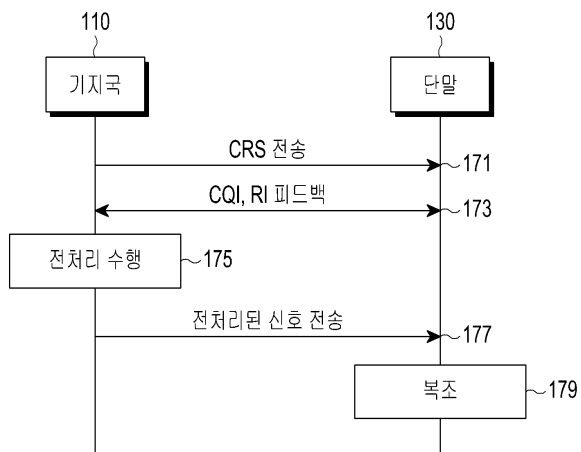 110
130
기지국
단말
CRS 전송
171
CQI, RI 피드백
173
전처리 수행
175
전처리된 신호 전송
177
복조
179